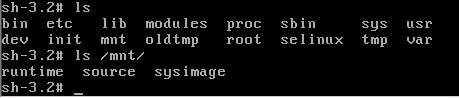 sh-3.2# ls
bin etc lib modules proc sbin sys usr
dev init mnt oldtmp root selinux tmp var
sh-3.2# ls /mnt/
runtime source sysimage
sh-3.2# _